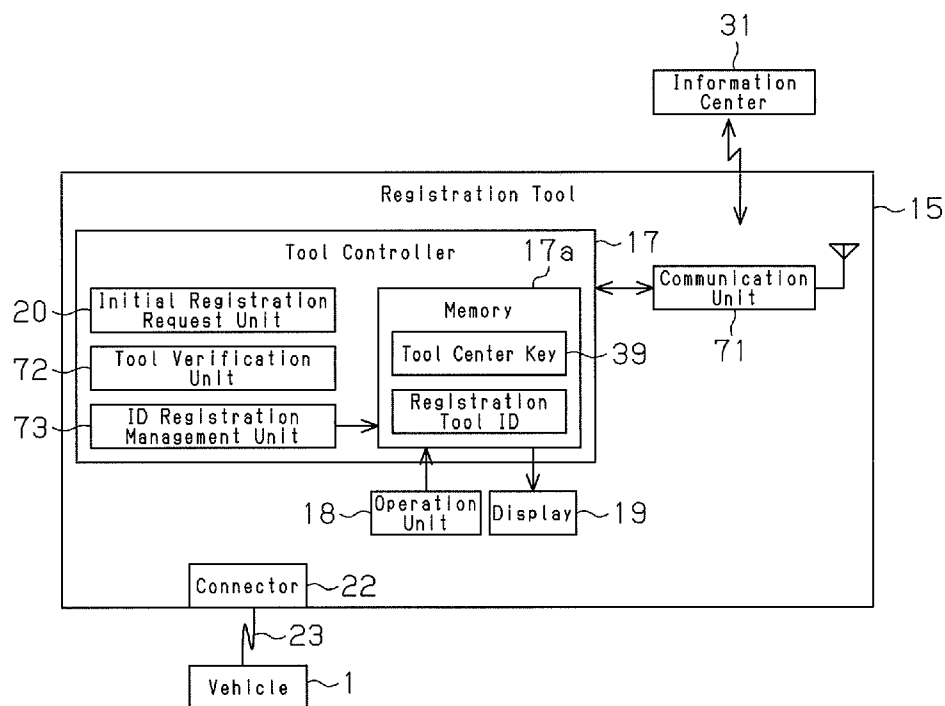 31
Information
Center
Registration Tool
15
Tool Controller
17
17a
Communication
Unit
71
20
Initial Registration
Request Unit
Memory
Tool Center Key
39
72
Tool Verification
Unit
Registration
Tool ID
73
ID Registration
Management Unit
18
Operation
Unit
Display
19
Connector
22
23
Vehicle
1